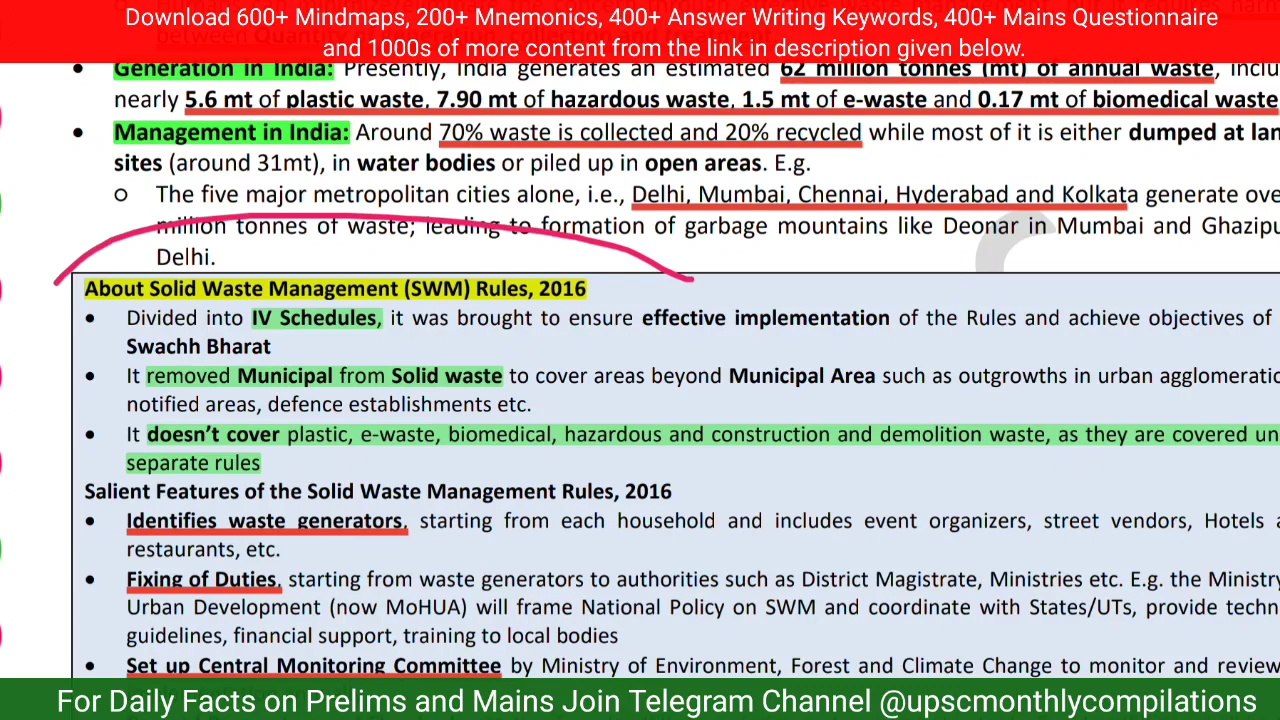 Download 600+ Mindmaps, 200+ Mnemonics, 400+ Answer Writing Keywords, 400+ Mains Questionnaire
and 1000s of more content from the link in description given below.
• Generation in India: Presently, India generates an estimated 62 million tonnes (mt) of annual waste, inclu
nearly 5.6 mt of plastic waste, 7.90 mt of hazardous waste, 1.5 mt of e-waste and 0.17 mt of biomedical waste
• Management in India: Around 70% waste is collected and 20% recycled while most of it is either dumped at lan
sites (around 31mt), in water bodies or piled up in open areas. E.g.
o The five major metropolitan cities alone, i.e., Delhi, Mumbai, Chennai, Hyderabad and Kolkata generate ove
million tonnes of waste; leading to formation of garbage mountains like Deonar in Mumbai and Ghazipu
Delhi.
About Solid Waste Management (SWM) Rules, 2016
• Divided into IV Schedules, it was brought to ensure effective implementation of the Rules and achieve objectives of
Swachh Bharat
• It removed Municipal from Solid waste to cover areas beyond Municipal Area such as outgrowths in urban agglomeratio
notified areas, defence establishments etc.
• It doesn't cover plastic, e-waste, biomedical, hazardous and construction and demolition waste, as they are covered un
separate rules
Salient Features of the Solid Waste Management Rules, 2016
• Identifies waste generators, starting from each household and includes event organizers, street vendors, Hotels a
restaurants, etc.
• Fixing of Duties, starting from waste generators to authorities such as District Magistrate, Ministries etc. E.g. the Ministry
Urban Development (now MoHUA) will frame National Policy on SWM and coordinate with States/UTs, provide techn
guidelines, financial support, training to local bodies
• Set up Central Monitoring Committee by Ministry of Environment, Forest and Climate Change to monitor and review
For Daily Facts on Prelims and Mains Join Telegram Channel @upscmonthlycompilations